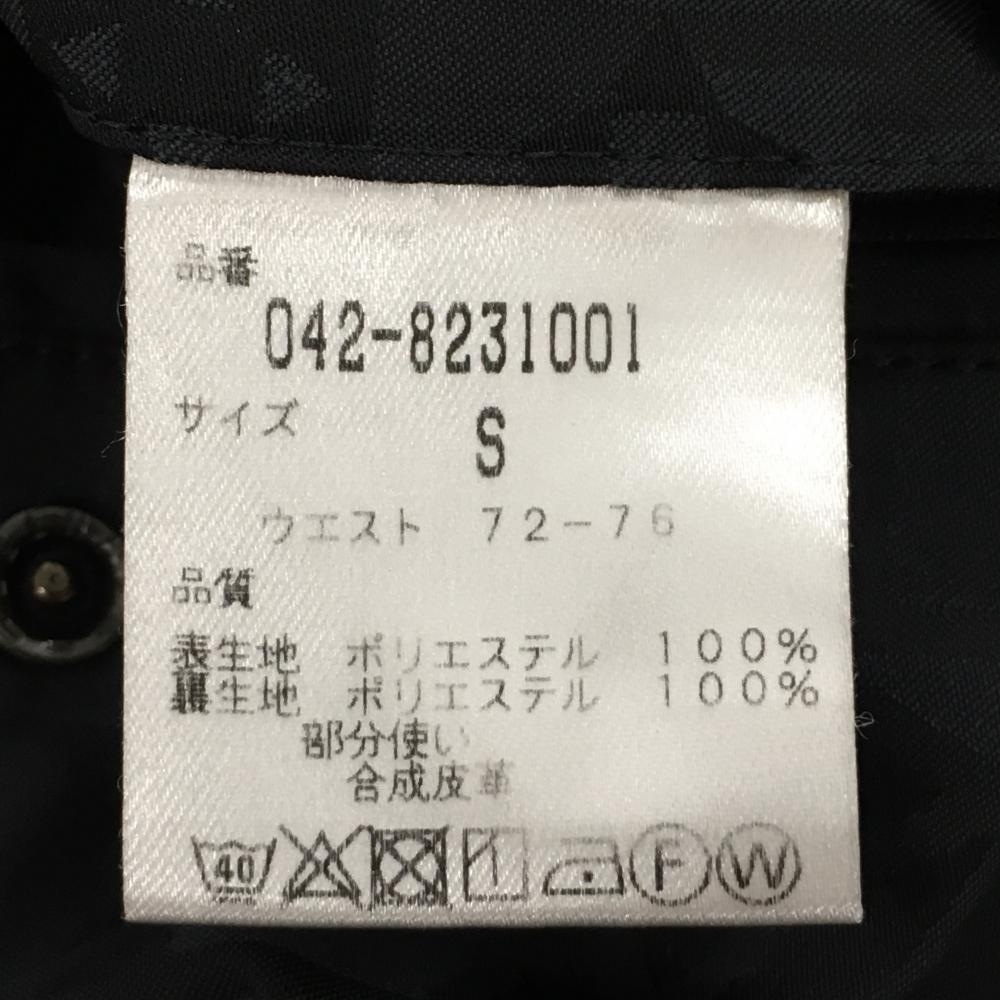 品番
042-8231001
サイズ S
ウエスト 72-76
品質
表生地 ポリエステル 100%
裏生地 ポリエステル 100%
部分使い
合成皮革
40 F W